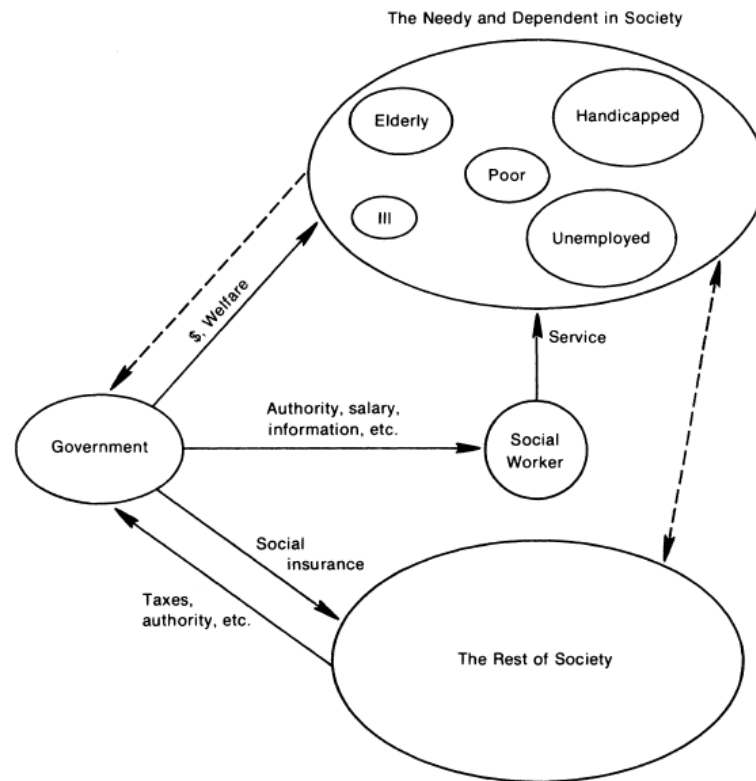 The Needy and Dependent in Society
Elderly
Handicapped
Poor
Ill
Unemployed
$, Welfare
Service
Authority, salary,
information, etc.
Government
Social
Worker
Social
insurance
Taxes,
authority, etc.
The Rest of Society